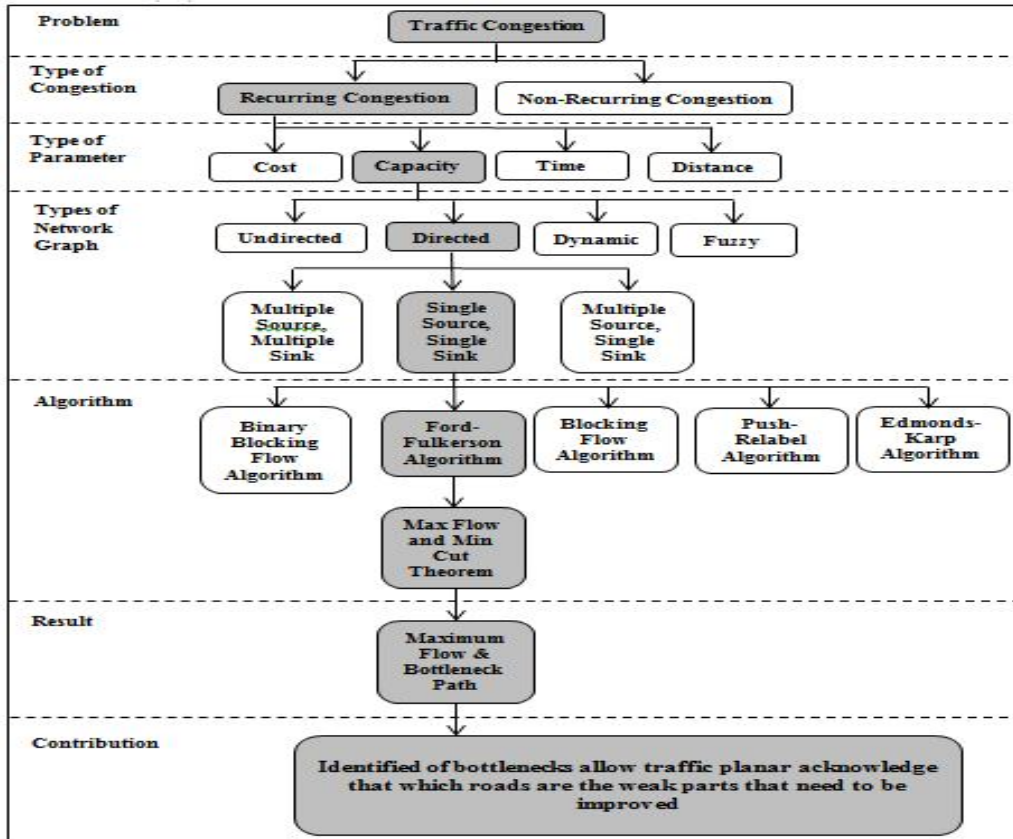 Problem
Traffic Congestion
Type of
Congestion
Recurring Congestion
Non-Recurring Congestion
Type of
Parameter
Cost
Capacity
Time
Distance
Types of
Network
Graph
Undirected
Directed
Dynamic
Fuzzy
Multiple
Source,
Multiple
Sink
Single
Source,
Single
Sink
Multiple
Source,
Single
Sink
Algorithm
Binary
Blocking
Flow
Algorithm
Ford-
Fulkerson
Algorithm
Blocking
Flow
Algorithm
Push-
Relabel
Algorithm
Edmonds-
Karp
Algorithm
Max Flow
and Min
Cut
Theorem
Result
Maximum
Flow &
Bottleneck
Path
Contribution
Identified of bottlenecks allow traffic planar acknowledge
that which roads are the weak parts that need to be
improved